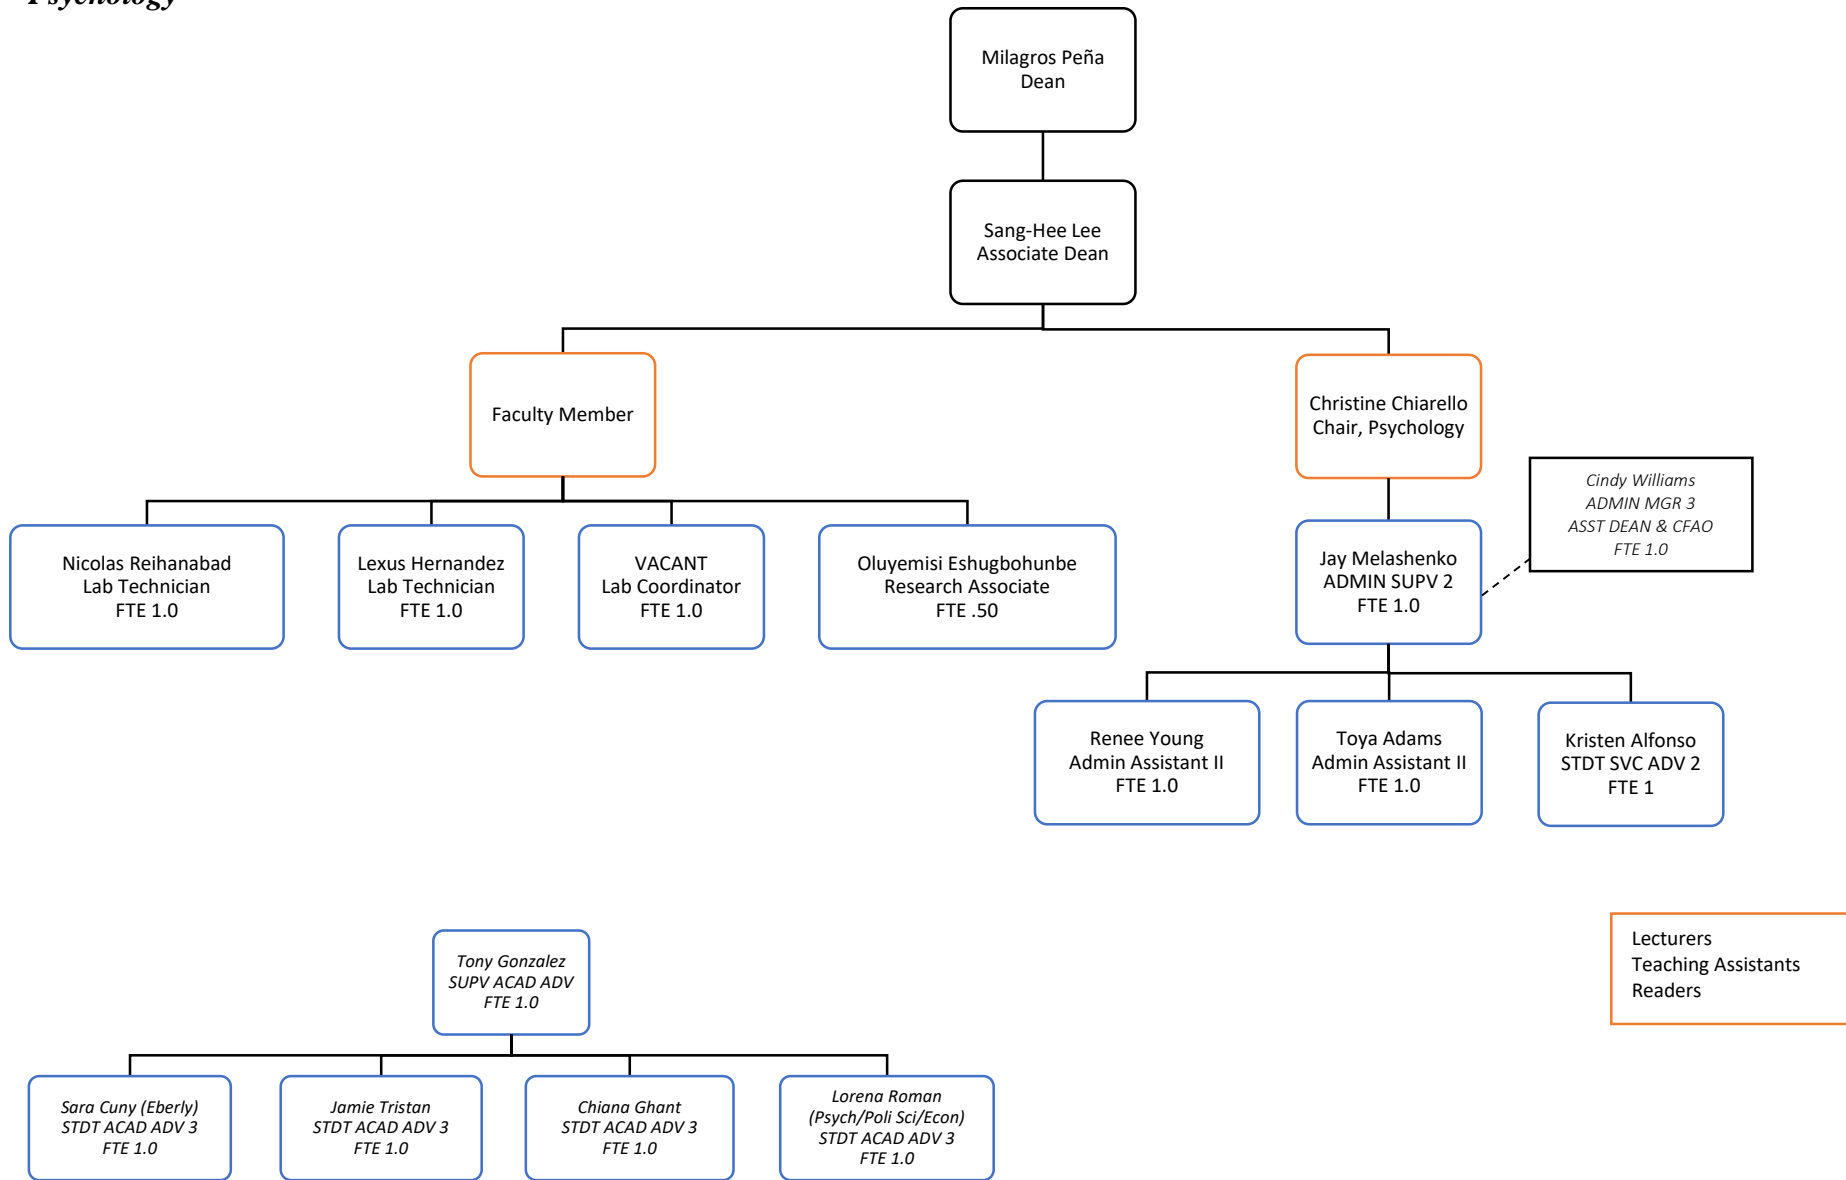 Psychology
Milagros Peña
Dean
Sang-Hee Lee
Associate Dean
Faculty Member
Christine Chiarello
Chair, Psychology
Cindy Williams
ADMIN MGR 3
ASST DEAN & CFAO
FTE 1.0
Nicolas Reihanabad
Lab Technician
FTE 1.0
Lexus Hernandez
Lab Technician
FTE 1.0
VACANT
Lab Coordinator
FTE 1.0
Oluyemisi Eshugbohunbe
Research Associate
FTE .50
Jay Melashenko
ADMIN SUPV 2
FTE 1.0
Renee Young
Admin Assistant II
FTE 1.0
Toya Adams
Admin Assistant II
FTE 1.0
Kristen Alfonso
STDT SVC ADV 2
FTE 1
Lecturers
Teaching Assistants
Readers
Tony Gonzalez
SUPV ACAD ADV
FTE 1.0
Sara Cuny (Eberly)
STDT ACAD ADV 3
FTE 1.0
Jamie Tristan
STDT ACAD ADV 3
FTE 1.0
Chiana Ghant
STDT ACAD ADV 3
FTE 1.0
Lorena Roman
(Psych/Poli Sci/Econ)
STDT ACAD ADV 3
FTE 1.0